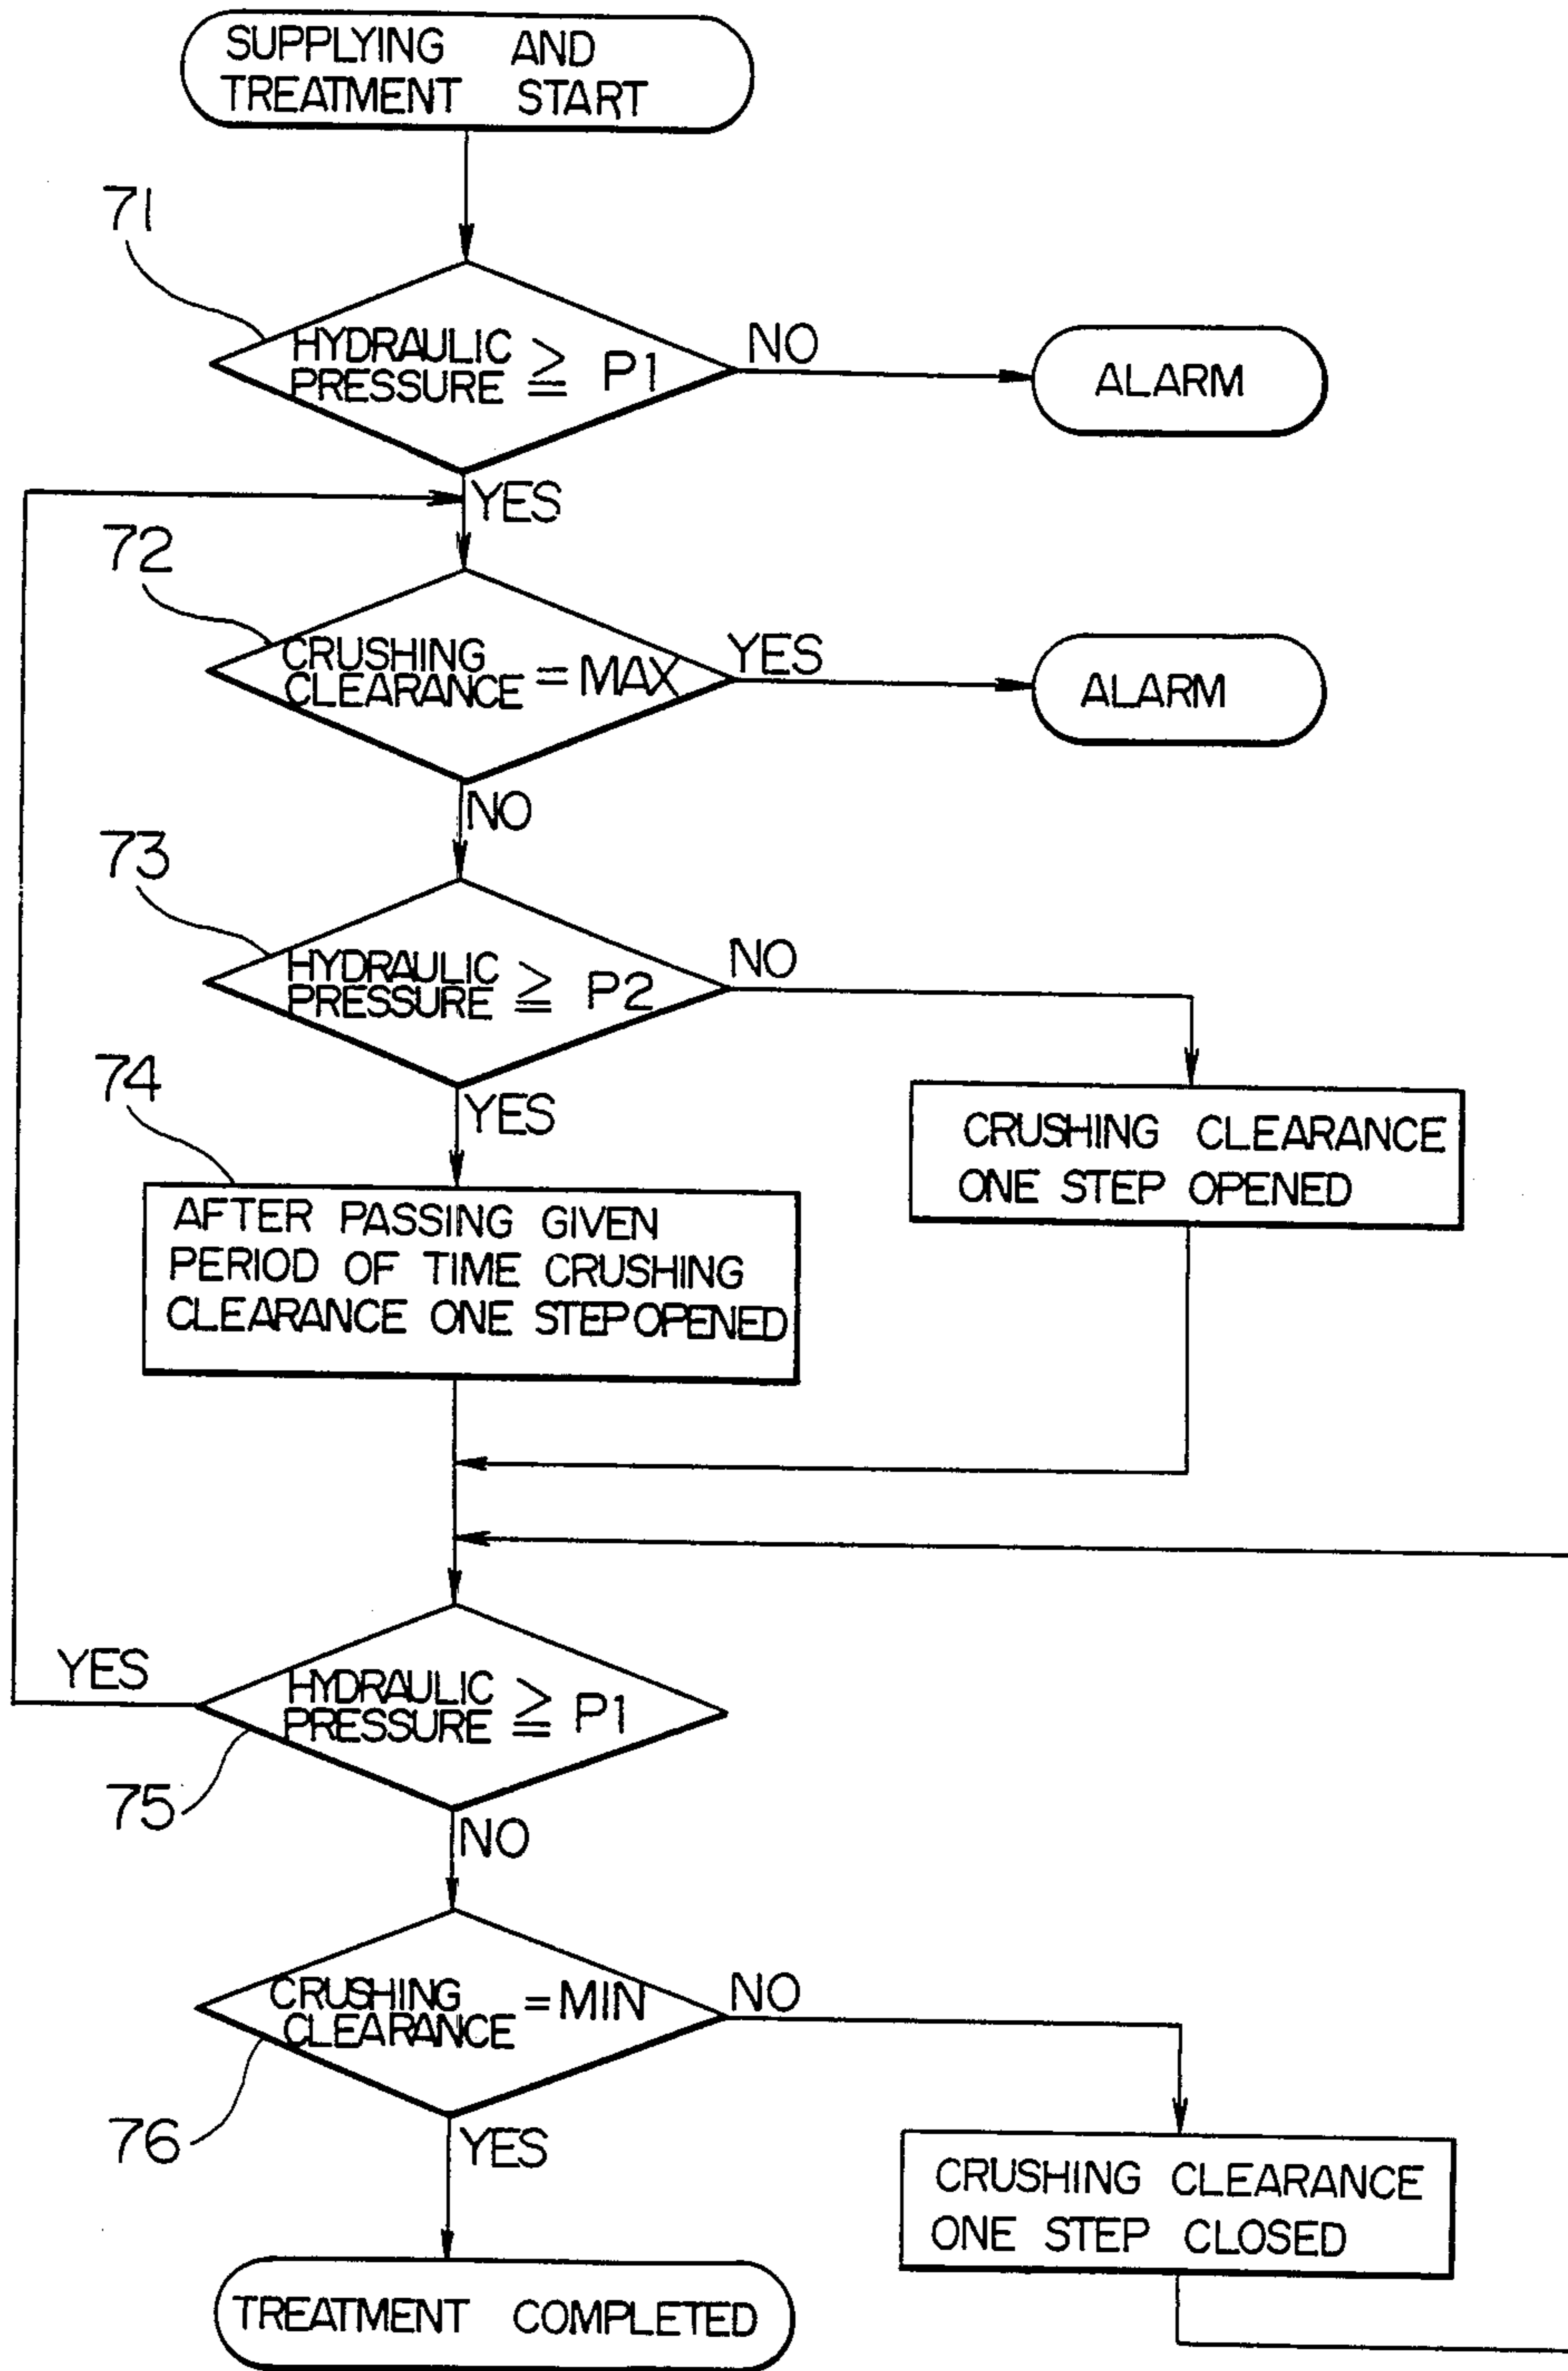 SUPPLYING AND
TREATMENT START
71
HYDRAULIC
PRESSURE ≧ P1
NO
ALARM
YES
72
CRUSHING
CLEARANCE = MAX
YES
ALARM
NO
73
HYDRAULIC
PRESSURE ≧ P2
NO
74
YES
CRUSHING CLEARANCE
ONE STEP OPENED
AFTER PASSING GIVEN
PERIOD OF TIME CRUSHING
CLEARANCE ONE STEP OPENED
YES
HYDRAULIC
PRESSURE ≧ P1
75
NO
CRUSHING
CLEARANCE = MIN
NO
76
YES
CRUSHING CLEARANCE
ONE STEP CLOSED
TREATMENT COMPLETED